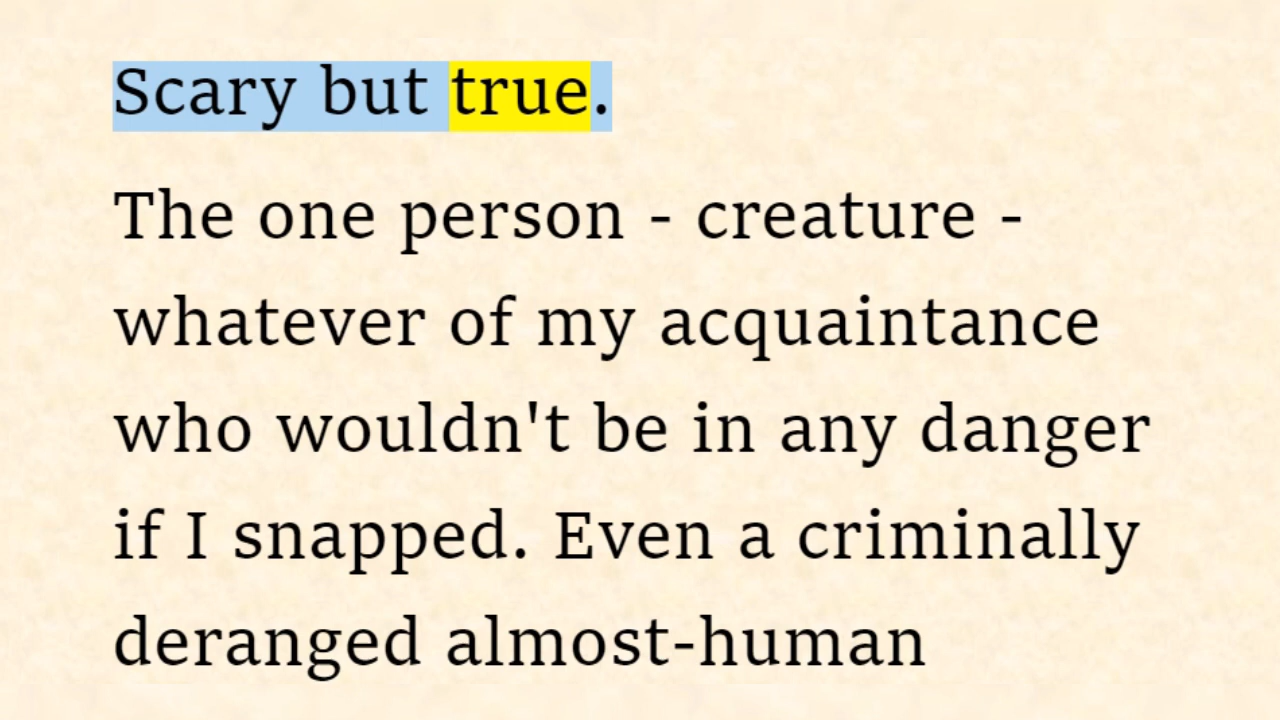 Scary but true.
The one person - creature -
whatever of my acquaintance
who wouldn't be in any danger
if I snapped. Even a criminally
deranged almost-human